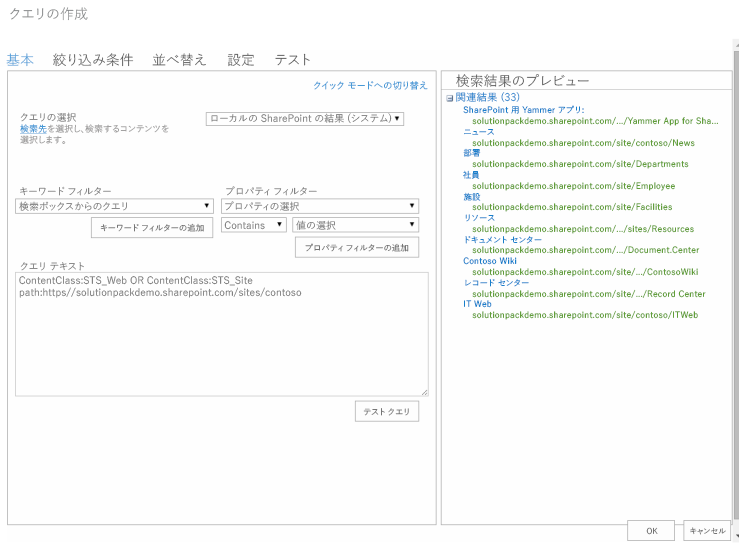 クエリの作成
基本 絞り込み条件 並べ替え 設定 テスト
クイック モードへの切り替え
クエリの選択
検索先を選択し、検索するコンテンツを
選択します。
ローカルの SharePoint の結果 (システム)
キーワード フィルター
プロパティ フィルター
検索ボックスからのクエリ
プロパティの選択
キーワード フィルターの追加
Contains
値の選択
プロパティフィルターの追加
クエリ テキスト
ContentClass:STS_Web OR ContentClass:STS_Site
path:https//solutionpackdemo.sharepoint.com/sites/contoso
テストクエリ
検索結果のプレビュー
関連結果 (33)
SharePoint 用 Yammer アプリ:
solutionpackdemo.sharepoint.com/.../Yammer App for Sha...
ニュース
solutionpackdemo.sharepoint.com/site/contoso/News
部署
solutionpackdemo.sharepoint.com/site/Departments
社員
solutionpackdemo.sharepoint.com/site/Employee
施設
solutionpackdemo.sharepoint.com/site/Facilities
リソース
solutionpackdemo.sharepoint.com/.../sites/Resources
ドキュメント センター
solutionpackdemo.sharepoint.com/.../Document.Center
Contoso Wiki
solutionpackdemo.sharepoint.com/site/.../ContosoWiki
レコード センター
solutionpackdemo.sharepoint.com/site/.../Record Center
IT Web
solutionpackdemo.sharepoint.com/site/contoso/ITWeb
OK
キャンセル